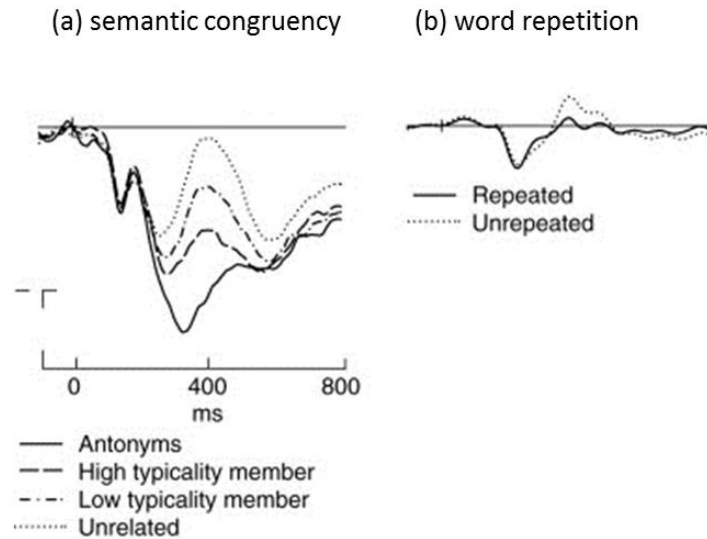 (a) semantic congruency
(b) word repetition
Repeated
Unrepeated
0 400 800
ms
Antonyms
High typicality member
Low typicality member
Unrelated